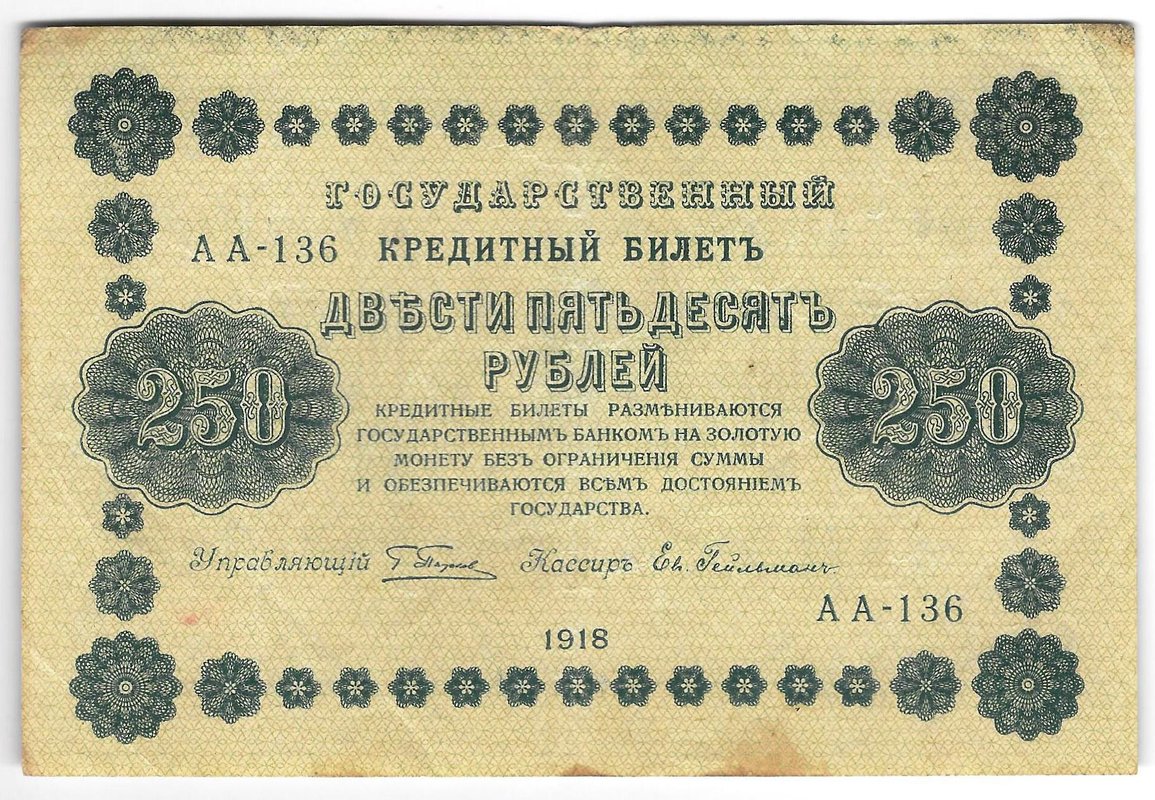 ГОСУДАРСТВЕННЫЙ
АА-136 КРЕДИТНЫЙ БИЛЕТЪ
ДВѢСТИ ПЯТЬДЕСЯТЪ
РУБЛЕЙ
250 250
КРЕДИТНЫЕ БИЛЕТЫ РАЗМѢНИВАЮТСЯ
ГОСУДАРСТВЕННЫМЪ БАНКОМЪ НА ЗОЛОТУЮ
МОНЕТУ БЕЗЪ ОГРАНИЧЕНІЯ СУММЫ
И ОБЕЗПЕЧИВАЮТСЯ ВСѢМЪ ДОСТОЯНІЕМЪ
ГОСУДАРСТВА.
Управляющій Г Пятаков Кассиръ Ев. Гейльманъ
АА-136
1918